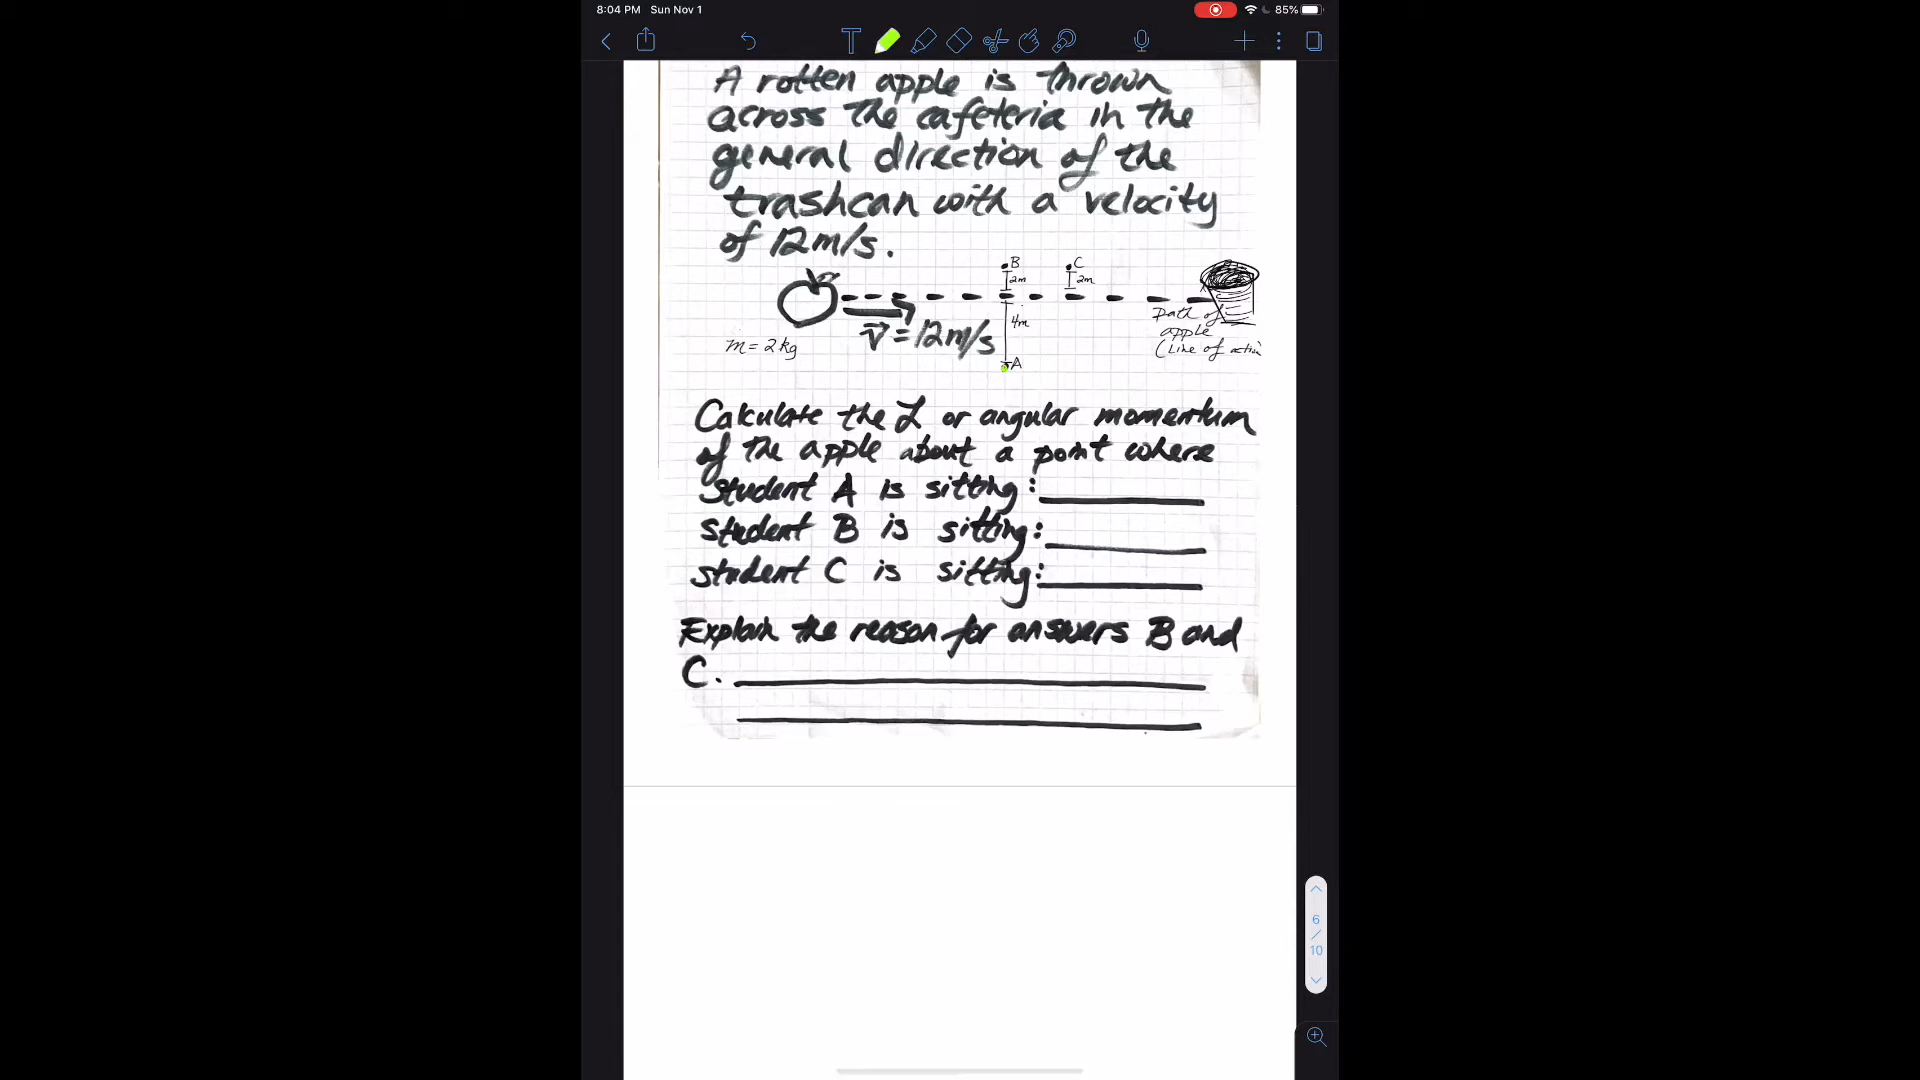 8:04 PM Sun Nov 1
85%
A rotten apple is thrown
across the cafeteria in the
general direction of the
trashcan with a velocity
of 12m/s.
B
2m
C
2m
4m
V = 12m/s
m = 2kg
A
Path of
apple
(Line of action
Calculate the L or angular momentum
of the apple about a point where
student A is sitting:
student B is sitting:
student C is sitting:
Explain the reason for answers B and
C.
6
/
10